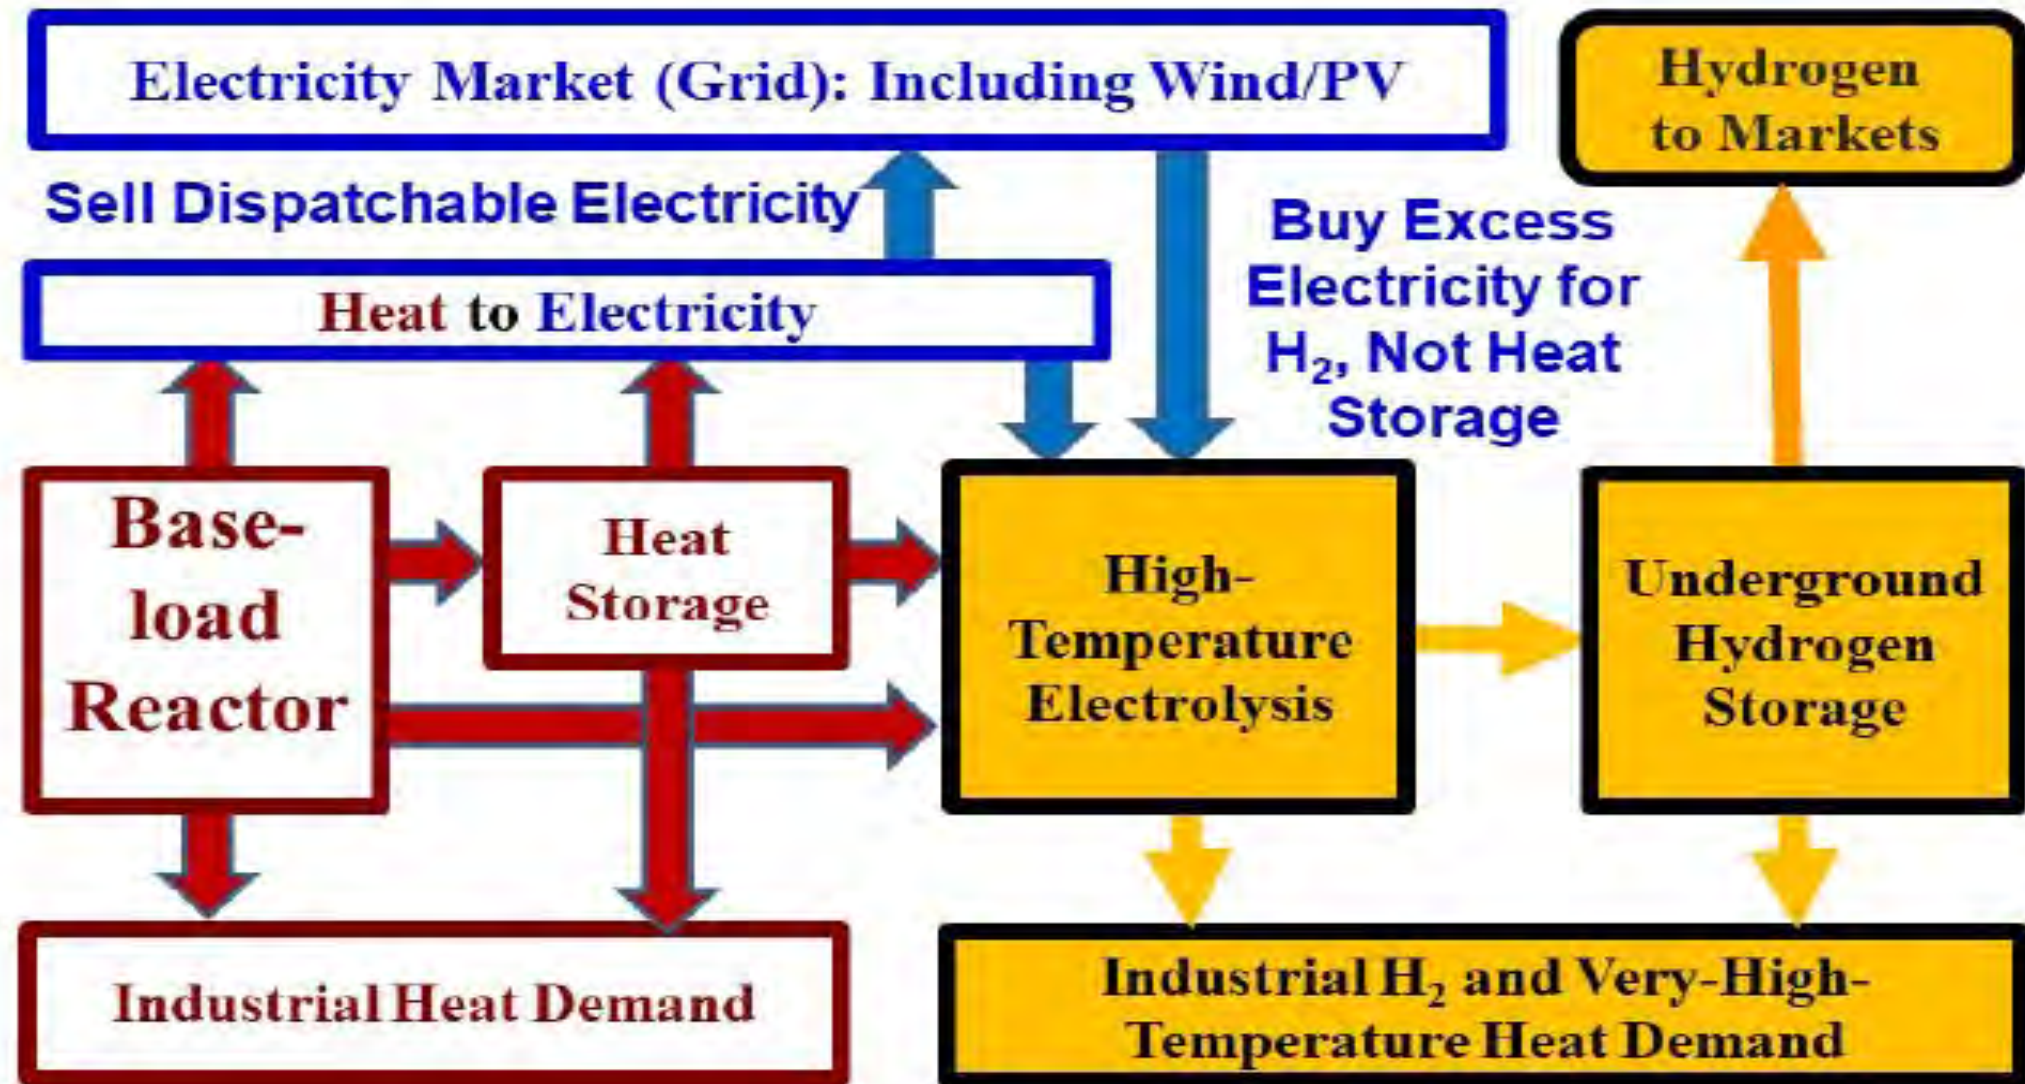 Electricity Market (Grid): Including Wind/PV
Hydrogen
to Markets
Sell Dispatchable Electricity
Buy Excess
Electricity for
H₂, Not Heat
Storage
Heat to Electricity
Base-
load
Reactor
Heat
Storage
High-
Temperature
Electrolysis
Underground
Hydrogen
Storage
Industrial Heat Demand
Industrial H₂ and Very-High-
Temperature Heat Demand